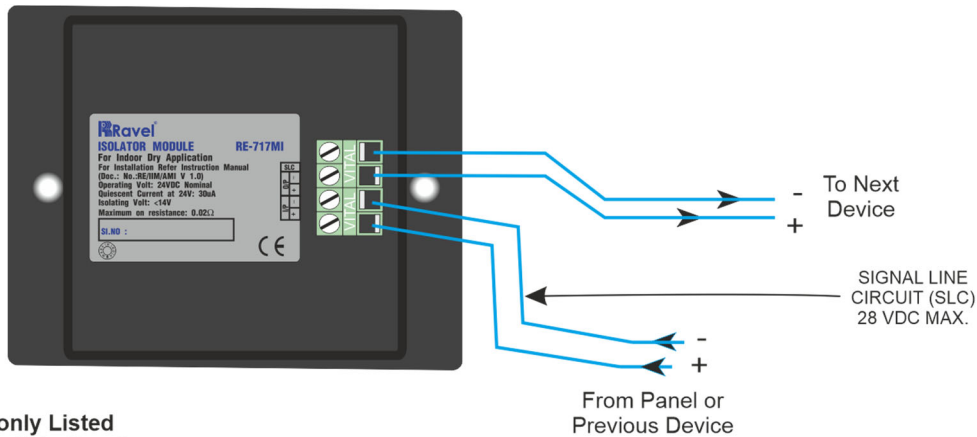 Ravel
ISOLATOR MODULE RE-717MI
For Indoor Dry Application
For Installation Refer Instruction Manual
(Doc.: No.:RE/IIM/AMI V 1.0)
Operating Volt: 24VDC Nominal
Quiescent Current at 24V: 30uA
Isolating Volt: <14V
Maximum on resistance: 0.02Ω
SI.NO :
CE
SLC
O/P -
+
I/P -
+
VITAL
VITAL
-
+
To Next
Device
SIGNAL LINE
CIRCUIT (SLC)
28 VDC MAX.
-
+
From Panel or
Previous Device
only Listed